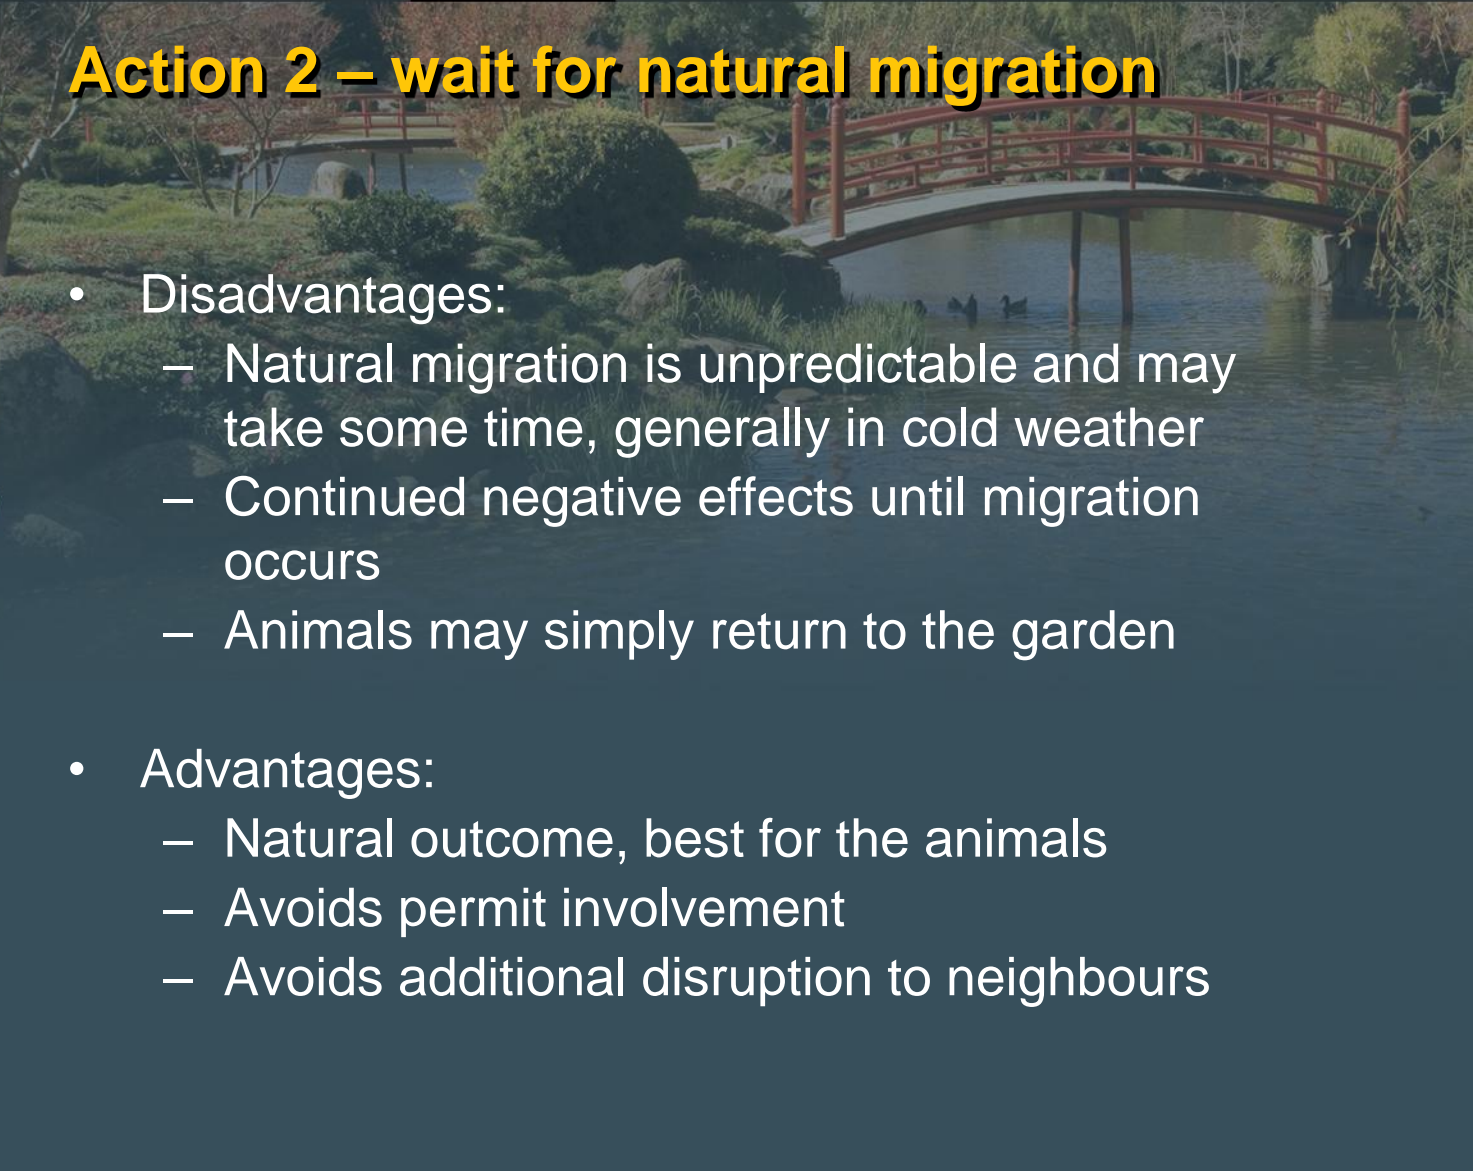 Action 2 – wait for natural migration
• Disadvantages:
– Natural migration is unpredictable and may
take some time, generally in cold weather
– Continued negative effects until migration
occurs
– Animals may simply return to the garden
• Advantages:
– Natural outcome, best for the animals
– Avoids permit involvement
– Avoids additional disruption to neighbours